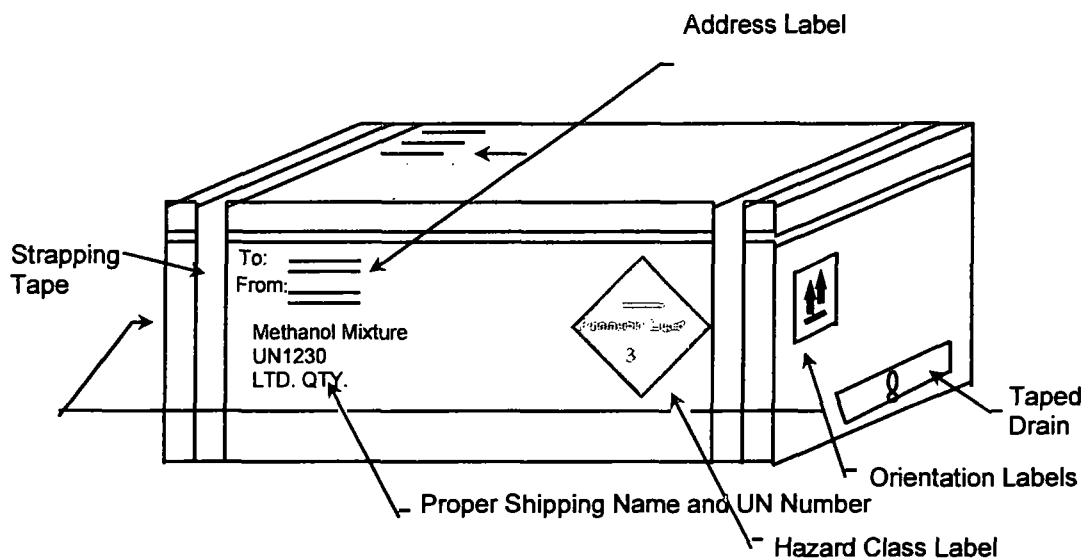 Address Label
Strapping
Tape
To:
From:
Methanol Mixture
UN1230
LTD. QTY.
3
8
Taped
Drain
Orientation Labels
Proper Shipping Name and UN Number
Hazard Class Label